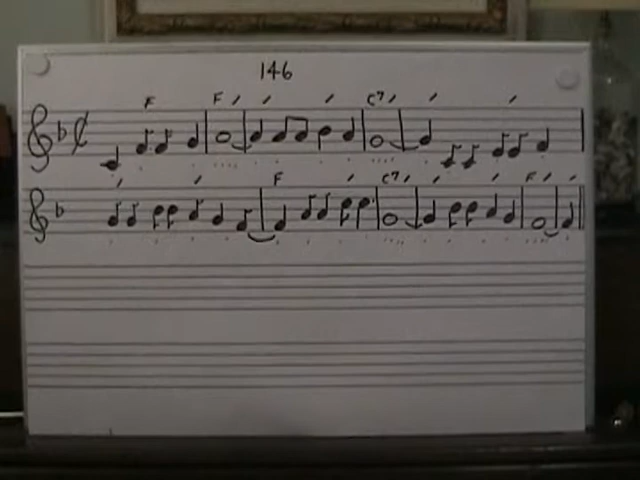 146
F F / / / C7 / / /
/ / F / C7 / / / F / /